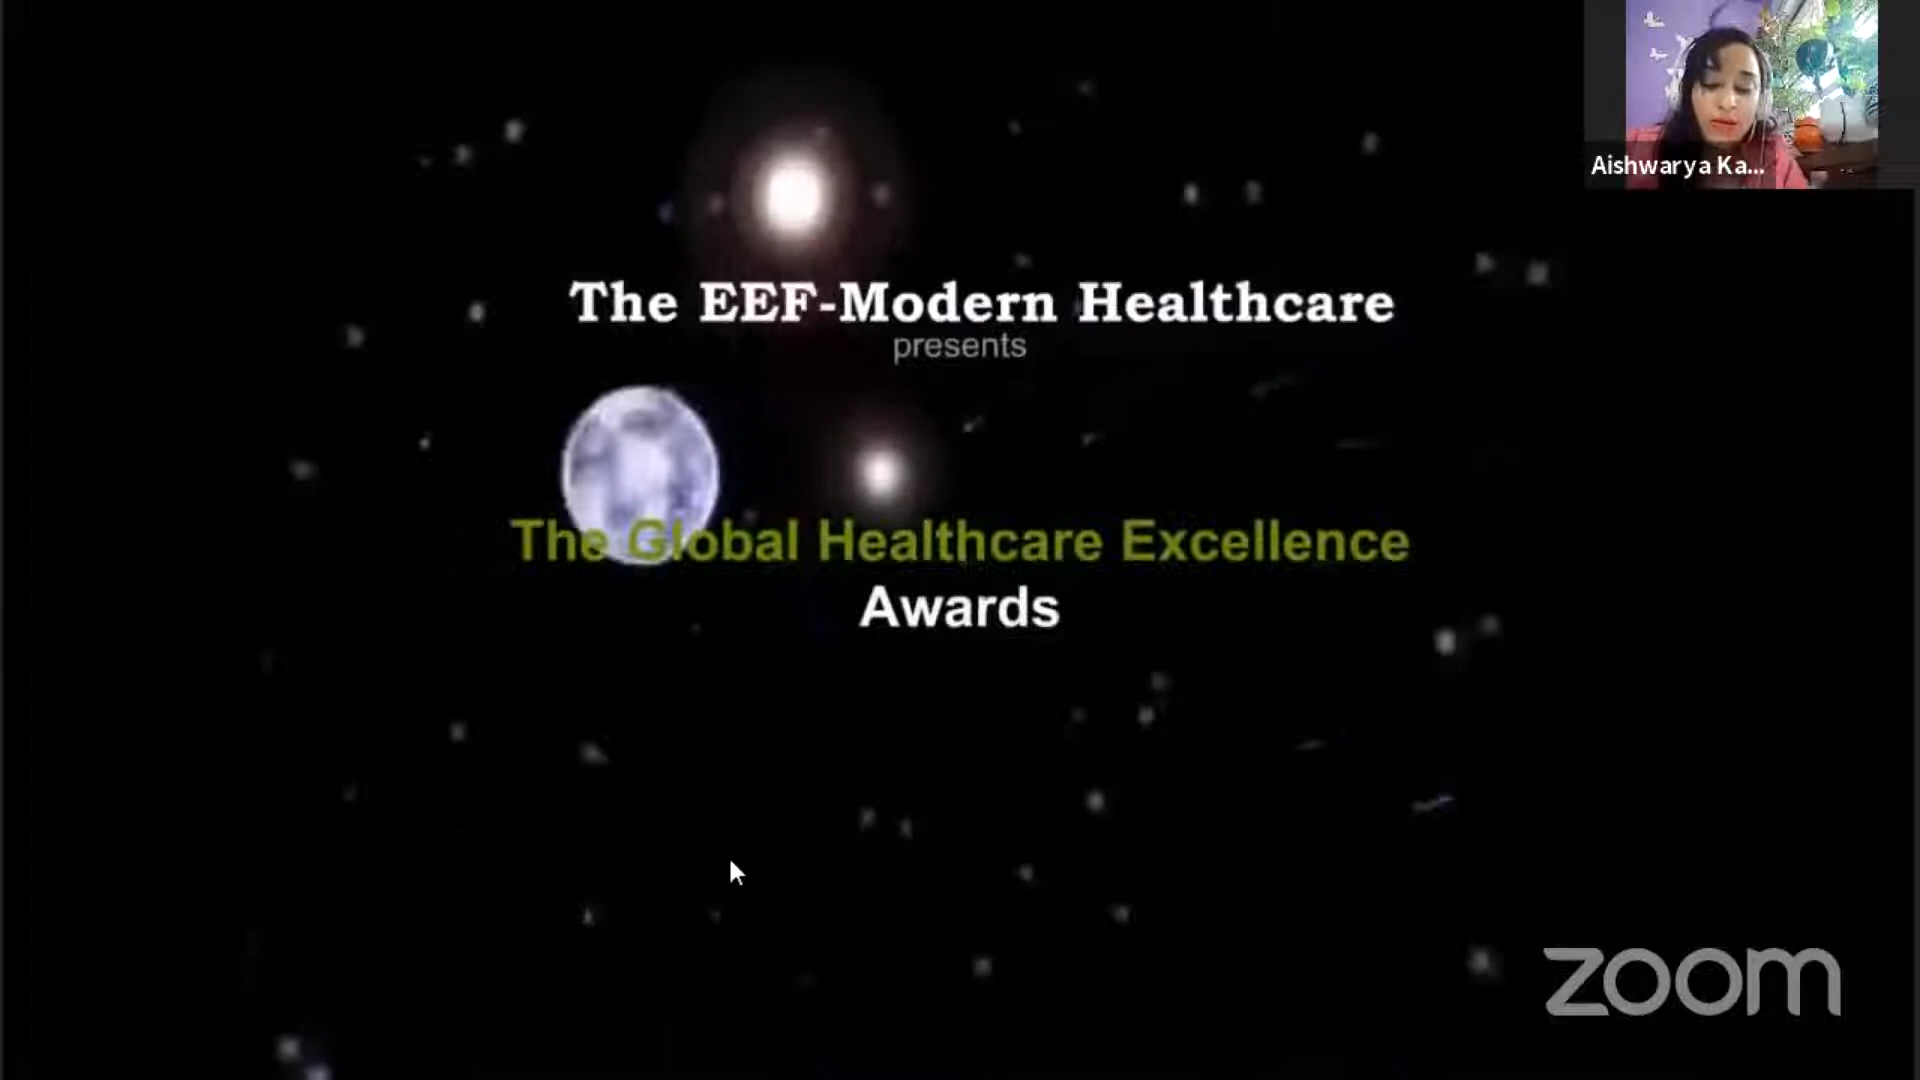 Aishwarya Ka...
The EEF-Modern Healthcare
presents
The Global Healthcare Excellence
Awards
zoom